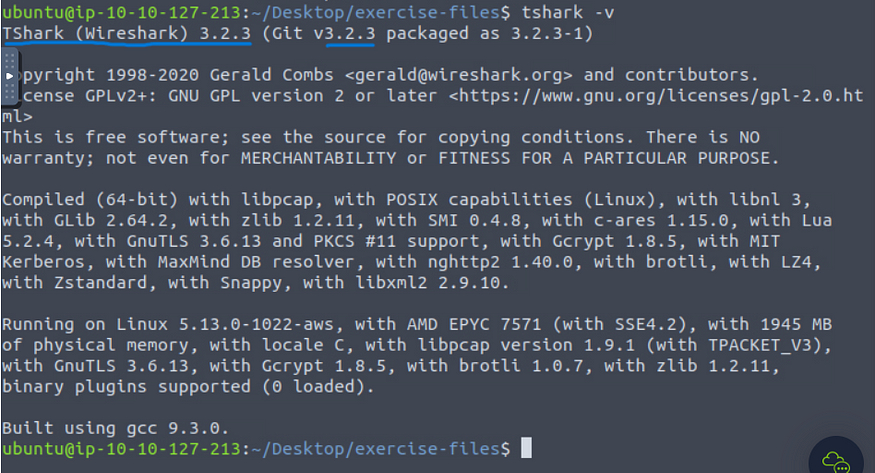 ubuntu@ip-10-10-127-213:~/Desktop/exercise-files$ tshark -v
TShark (Wireshark) 3.2.3 (Git v3.2.3 packaged as 3.2.3-1)
opyright 1998-2020 Gerald Combs <gerald@wireshark.org> and contributors.
cense GPLv2+: GNU GPL version 2 or later <https://www.gnu.org/licenses/gpl-2.0.ht
ml>
This is free software; see the source for copying conditions. There is NO
warranty; not even for MERCHANTABILITY or FITNESS FOR A PARTICULAR PURPOSE.
Compiled (64-bit) with libpcap, with POSIX capabilities (Linux), with libnl 3,
with GLib 2.64.2, with zlib 1.2.11, with SMI 0.4.8, with c-ares 1.15.0, with Lua
5.2.4, with GnuTLS 3.6.13 and PKCS #11 support, with Gcrypt 1.8.5, with MIT
Kerberos, with MaxMind DB resolver, with nghttp2 1.40.0, with brotli, with LZ4,
with Zstandard, with Snappy, with libxml2 2.9.10.
Running on Linux 5.13.0-1022-aws, with AMD EPYC 7571 (with SSE4.2), with 1945 MB
of physical memory, with locale C, with libpcap version 1.9.1 (with TPACKET_V3),
with GnuTLS 3.6.13, with Gcrypt 1.8.5, with brotli 1.0.7, with zlib 1.2.11,
binary plugins supported (0 loaded).
Built using gcc 9.3.0.
ubuntu@ip-10-10-127-213:~/Desktop/exercise-files$